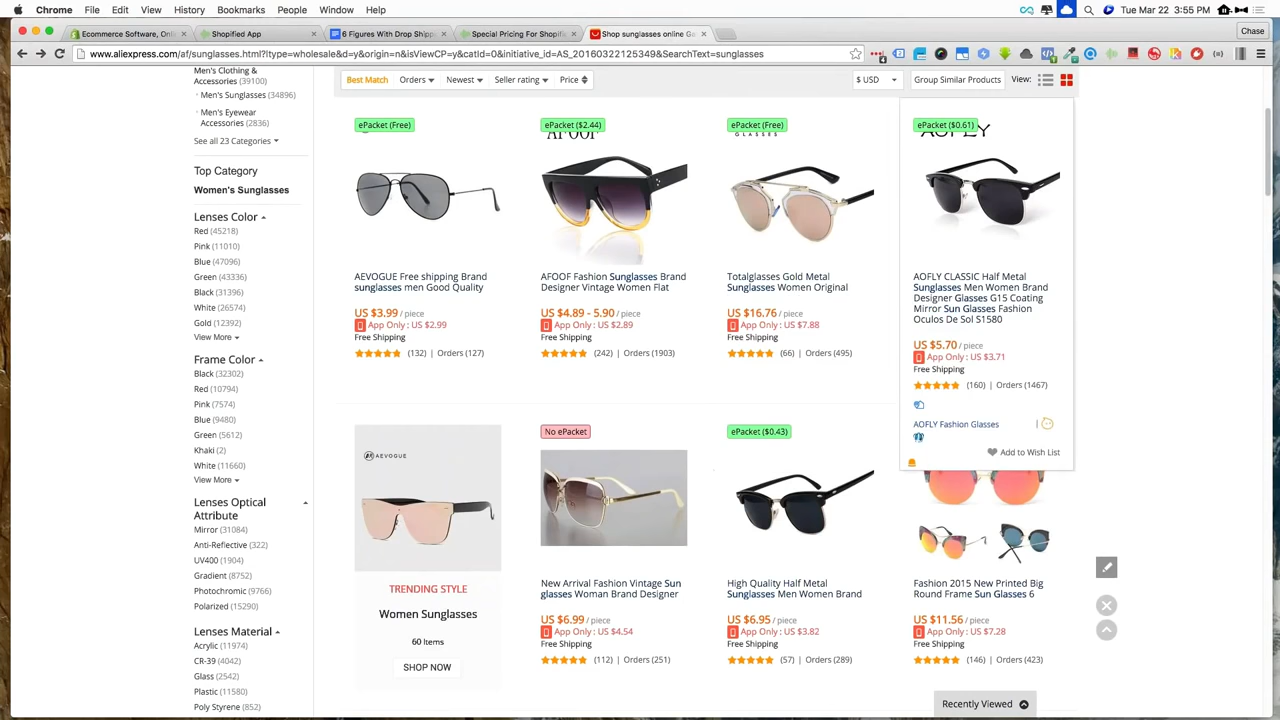 Chrome File Edit View History Bookmarks People Window Help
Tue Mar 22 3:55 PM
Ecommerce Software, Onl
Shopified App
6 Figures With Drop Shipp
Special Pricing For Shopifi
Shop sunglasses online Ga
Chase
www.aliexpress.com/af/sunglasses.html?ltype=wholesale&d=y&origin=n&isViewCP=y&catId=0&initiative_id=AS_20160322125349&SearchText=sunglasses
Men's Clothing &
Accessories (39100)
Men's Sunglasses (34896)
Men's Eyewear
Accessories (2836)
See all 23 Categories
Top Category
Women's Sunglasses
Lenses Color
Red (45218)
Pink (11010)
Blue (47096)
Green (43336)
Black (31396)
White (26574)
Gold (12392)
View More
Frame Color
Black (32302)
Red (10794)
Pink (7574)
Blue (9480)
Green (5612)
Khaki (2)
White (11660)
View More
Lenses Optical
Attribute
Mirror (31084)
Anti-Reflective (322)
UV400 (1904)
Gradient (8752)
Photochromic (9766)
Polarized (15290)
Lenses Material
Acrylic (11974)
CR-39 (4042)
Glass (2542)
Plastic (11580)
Poly Styrene (852)
Best Match Orders Newest Seller rating Price
$ USD
Group Similar Products
View:
ePacket (Free)
AEVOGUE Free shipping Brand
sunglasses men Good Quality
US $3.99 / piece
App Only : US $2.99
Free Shipping
(132) | Orders (127)
ePacket ($2.44)
AFOOF
AFOOF Fashion Sunglasses Brand
Designer Vintage Women Flat
US $4.89 - 5.90 / piece
App Only : US $2.89
Free Shipping
(242) | Orders (1903)
ePacket (Free)
GLASSES
Totalglasses Gold Metal
Sunglasses Women Original
US $16.76 / piece
App Only : US $7.88
Free Shipping
(66) | Orders (495)
ePacket ($0.61)
AOFLY
AOFLY CLASSIC Half Metal
Sunglasses Men Women Brand
Designer Glasses G15 Coating
Mirror Sun Glasses Fashion
Oculos De Sol S1580
US $5.70 / piece
App Only : US $3.71
Free Shipping
(160) | Orders (1467)
AOFLY Fashion Glasses
Add to Wish List
AEVOGUE
TRENDING STYLE
Women Sunglasses
60 Items
SHOP NOW
No ePacket
New Arrival Fashion Vintage Sun
glasses Woman Brand Designer
US $6.99 / piece
App Only : US $4.54
Free Shipping
(112) | Orders (251)
ePacket ($0.43)
High Quality Half Metal
Sunglasses Men Women Brand
US $6.95 / piece
App Only : US $3.82
Free Shipping
(57) | Orders (289)
Fashion 2015 New Printed Big
Round Frame Sun Glasses 6
US $11.56 / piece
App Only : US $7.28
Free Shipping
(146) | Orders (423)
Recently Viewed